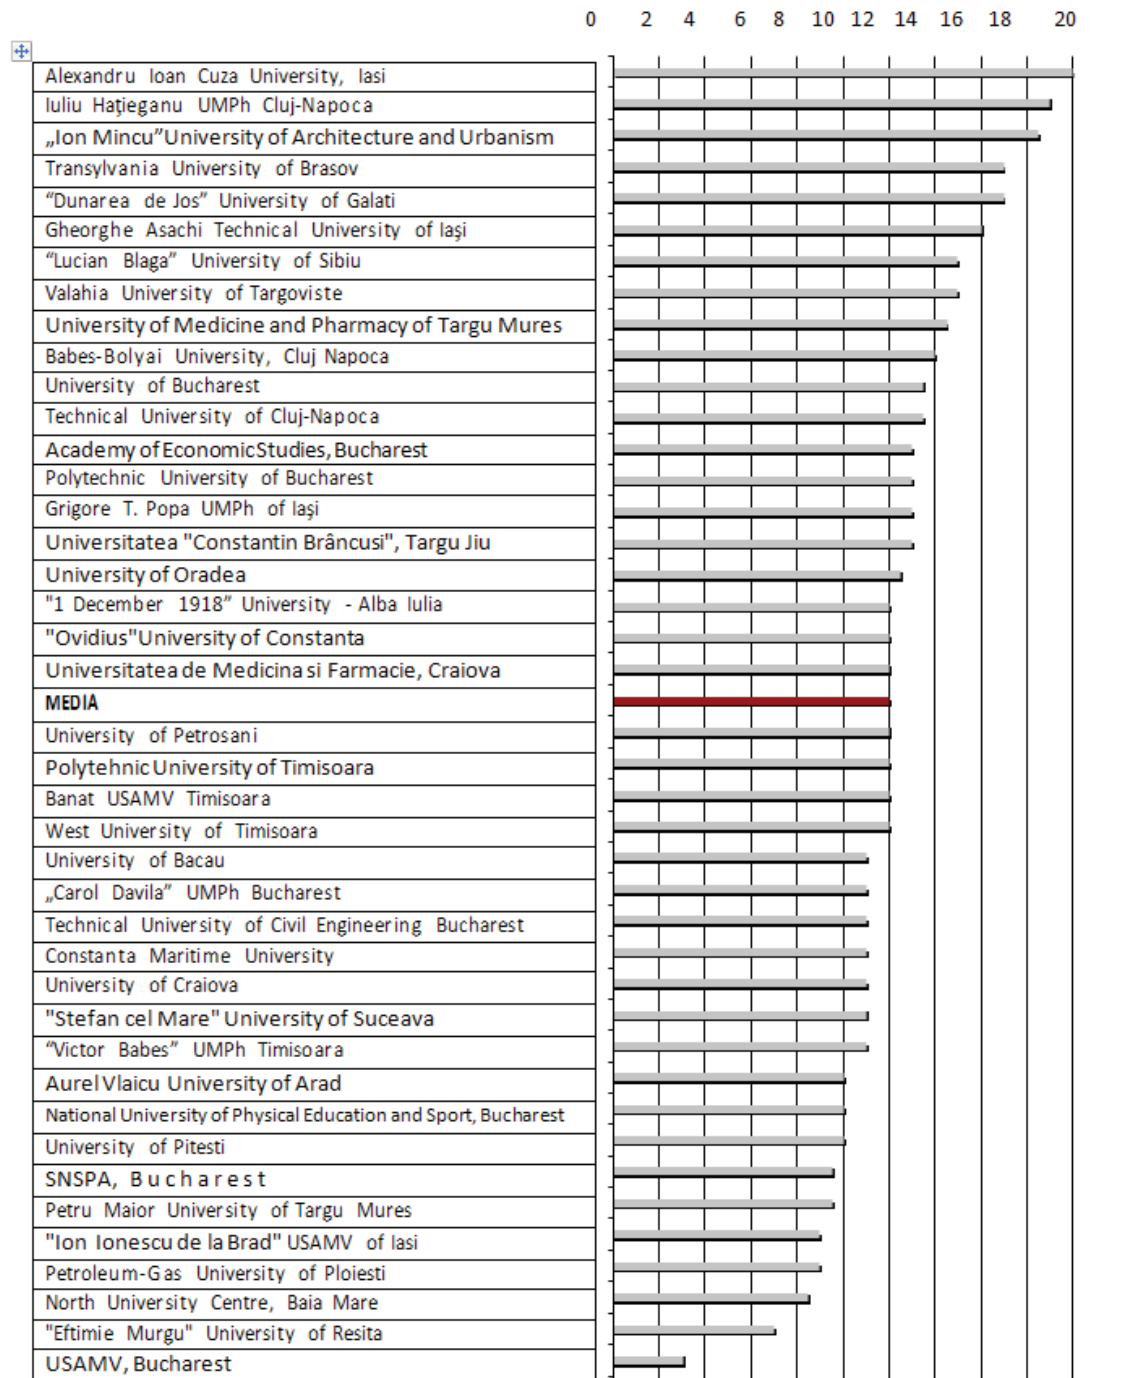 0 2 4 6 8 10 12 14 16 18 20
Alexandru Ioan Cuza University, Iasi
Iuliu Haţieganu UMPh Cluj-Napoca
„Ion Mincu”University of Architecture and Urbanism
Transylvania University of Brasov
“Dunarea de Jos” University of Galati
Gheorghe Asachi Technical University of Iaşi
“Lucian Blaga” University of Sibiu
Valahia University of Targoviste
University of Medicine and Pharmacy of Targu Mures
Babes-Bolyai University, Cluj Napoca
University of Bucharest
Technical University of Cluj-Napoca
Academy of Economic Studies, Bucharest
Polytechnic University of Bucharest
Grigore T. Popa UMPh of Iaşi
Universitatea "Constantin Brâncusi", Targu Jiu
University of Oradea
"1 December 1918” University - Alba Iulia
"Ovidius"University of Constanta
Universitatea de Medicina si Farmacie, Craiova
MEDIA
University of Petrosani
Polytehnic University of Timisoara
Banat USAMV Timisoara
West University of Timisoara
University of Bacau
„Carol Davila” UMPh Bucharest
Technical University of Civil Engineering Bucharest
Constanta Maritime University
University of Craiova
"Stefan cel Mare" University of Suceava
“Victor Babes” UMPh Timisoara
Aurel Vlaicu University of Arad
National University of Physical Education and Sport, Bucharest
University of Pitesti
SNSPA, Bucharest
Petru Maior University of Targu Mures
"Ion Ionescu de la Brad" USAMV of Iasi
Petroleum-Gas University of Ploiesti
North University Centre, Baia Mare
"Eftimie Murgu" University of Resita
USAMV, Bucharest